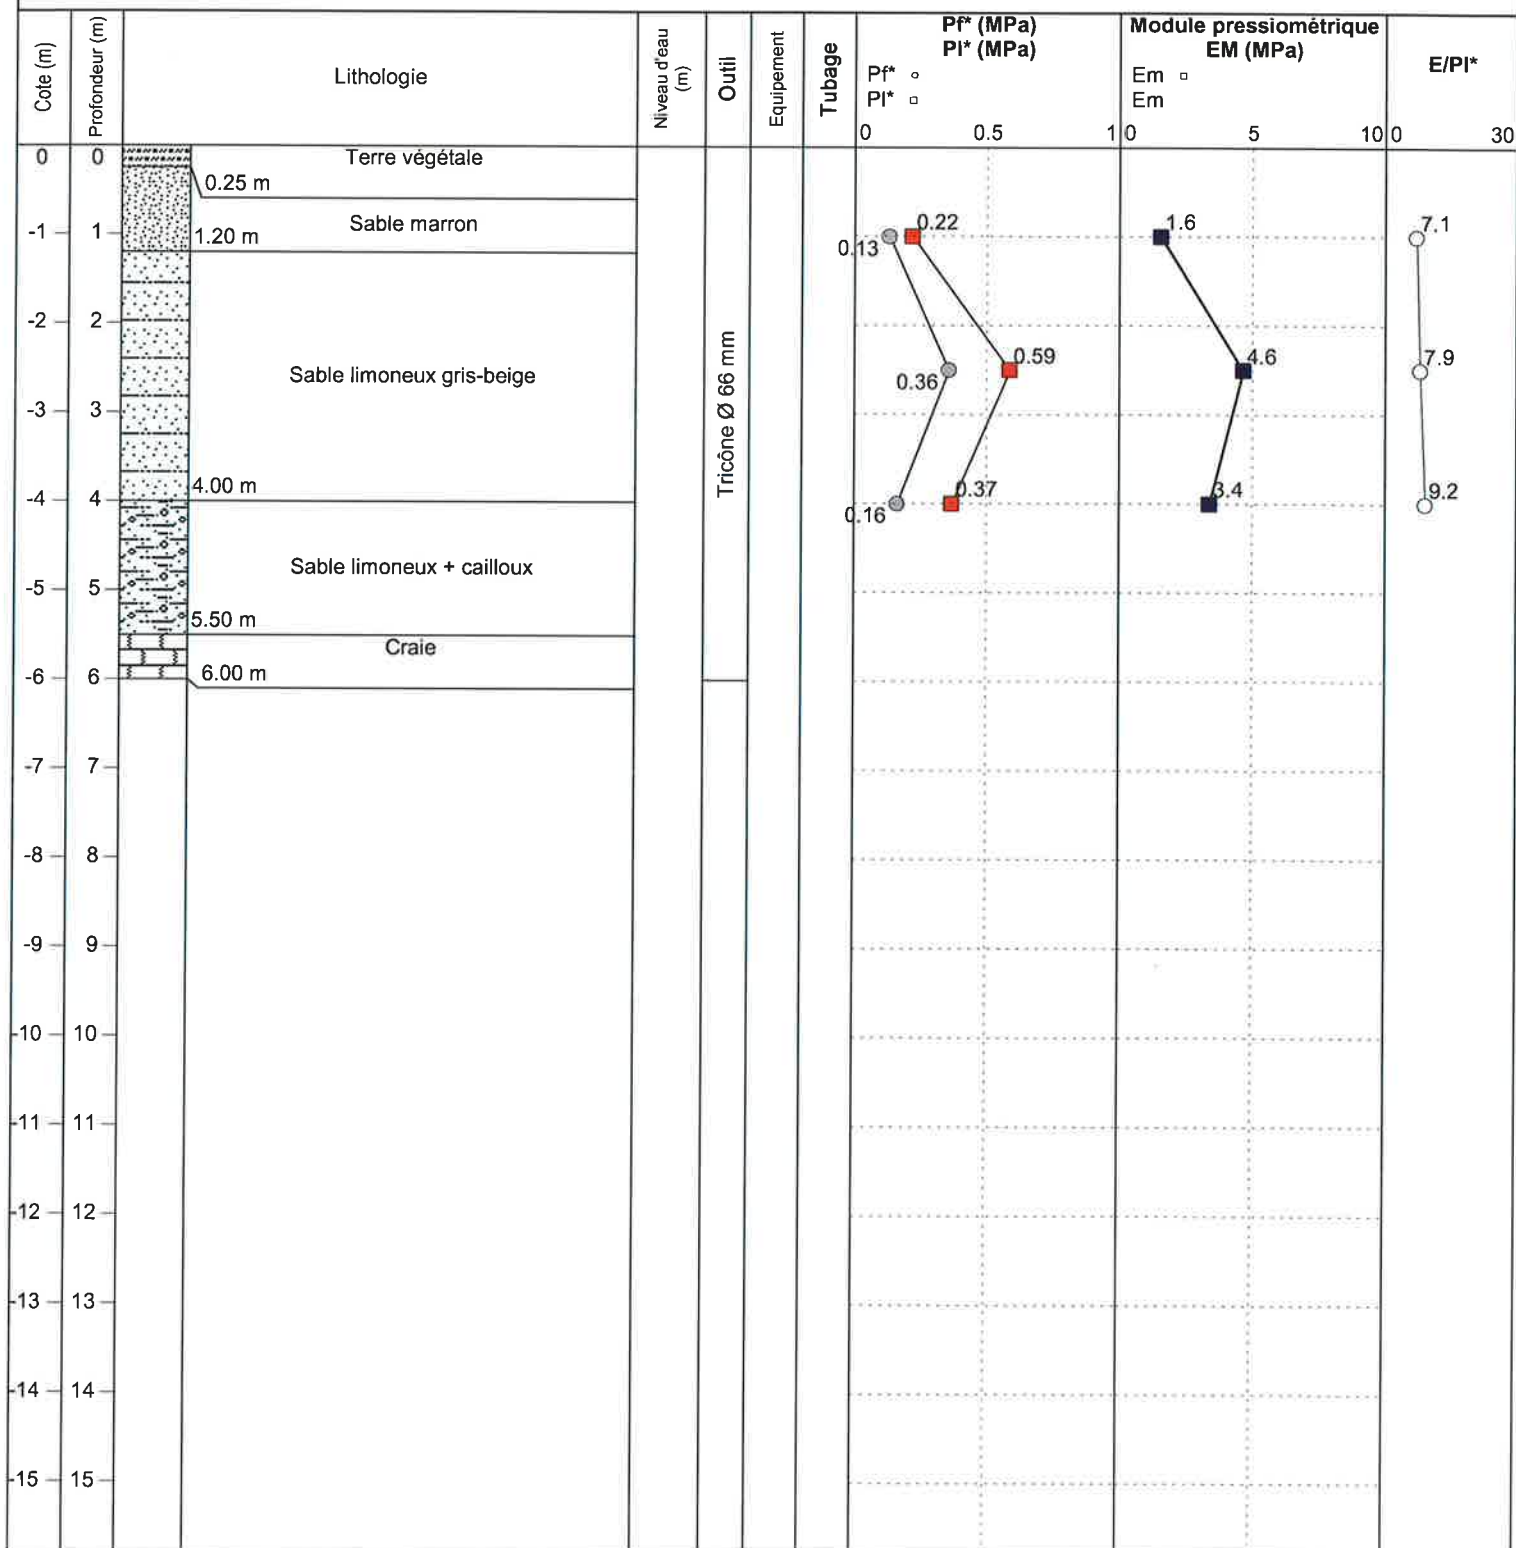 Cote (m)
Profondeur (m)
Lithologie
Niveau d'eau
(m)
Outil
Equipement
Tubage
Pf* (MPa)
Pl* (MPa)
Pf*
Pl*
0 0.5 1
Module pressiométrique
EM (MPa)
Em
Em
0 5 10
E/Pl*
0 30
0 0
Terre végétale
0.25 m
Sable marron
-1 1
1.20 m
0.13 0.22 1.6 7.1
-2 2
Sable limoneux gris-beige
0.36 0.59 4.6 7.9
-3 3
Tricône Ø 66 mm
4.00 m
-4 4
0.16 0.37 3.4 9.2
Sable limoneux + cailloux
-5 5
5.50 m
Craie
6.00 m
-6 6
-7 7
-8 8
-9 9
-10 10
-11 11
-12 12
-13 13
-14 14
-15 15